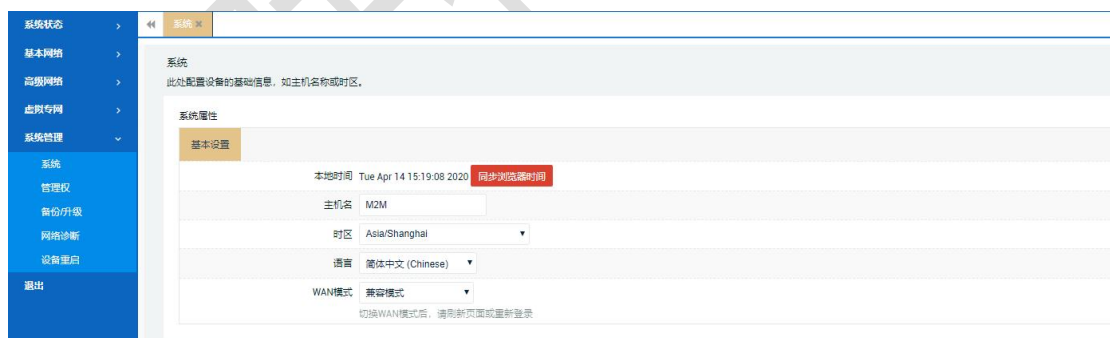 系统状态
基本网络
高级网络
虚拟专网
系统管理
系统
管理权
备份/升级
网络诊断
设备重启
退出
系统
系统
此处配置设备的基础信息，如主机名称或时区。
系统属性
基本设置
本地时间 Tue Apr 14 15:19:08 2020 同步浏览器时间
主机名 M2M
时区 Asia/Shanghai
语言 简体中文 (Chinese)
WAN模式 兼容模式
切换WAN模式后，请刷新页面或重新登录